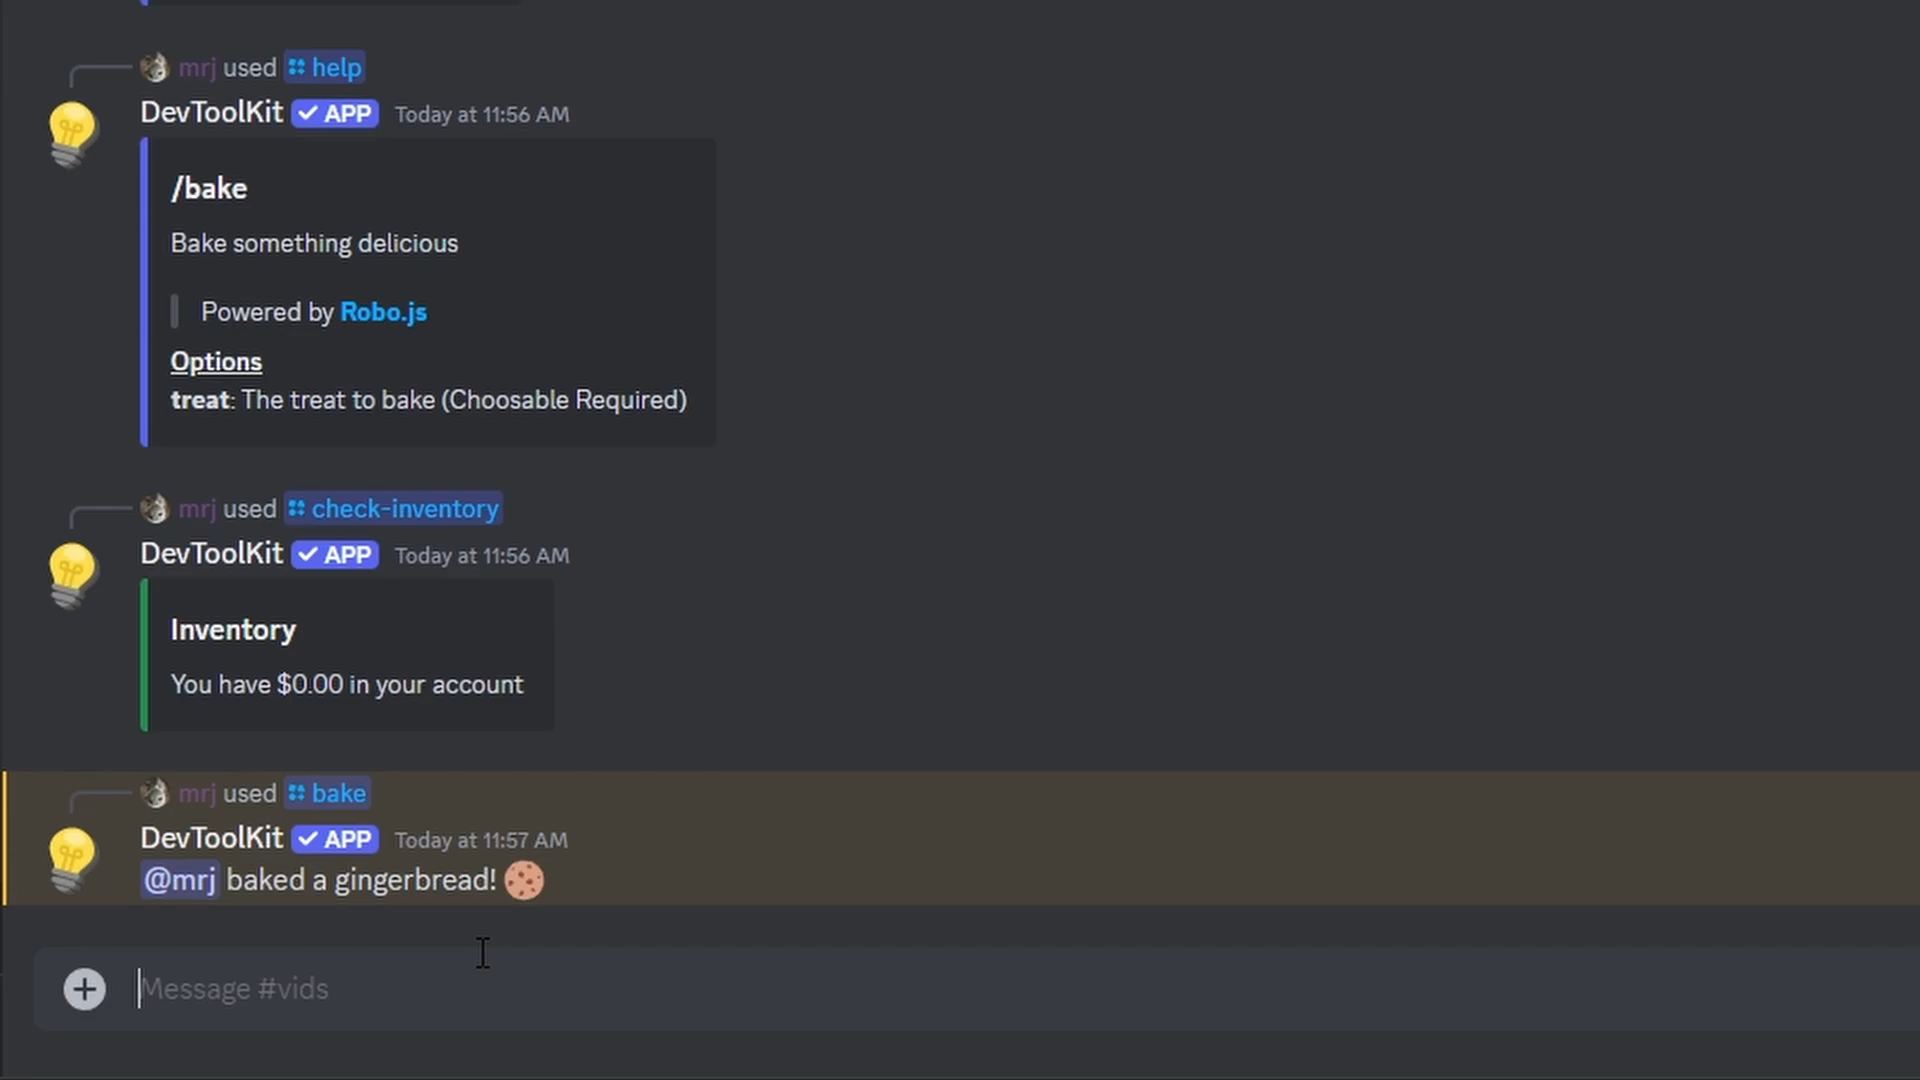 mrj used help
DevToolKit APP Today at 11:56 AM
/bake
Bake something delicious
Powered by Robo.js
Options
treat: The treat to bake (Choosable Required)
mrj used check-inventory
DevToolKit APP Today at 11:56 AM
Inventory
You have $0.00 in your account
mrj used bake
DevToolKit APP Today at 11:57 AM
@mrj baked a gingerbread! 🍪
Message #vids